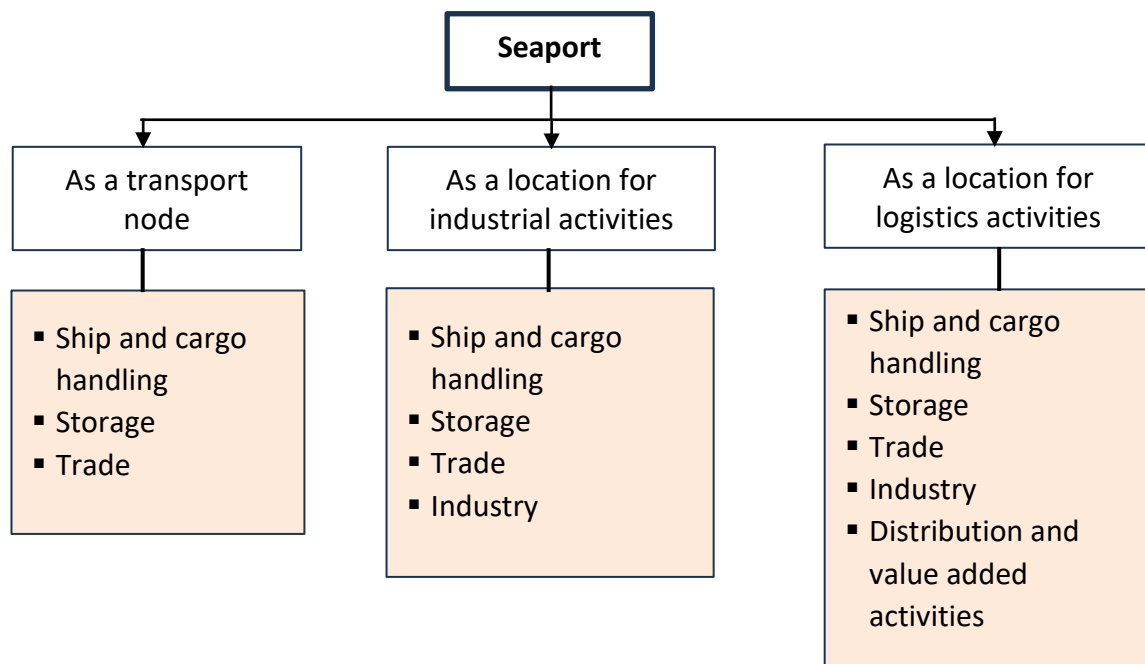 Seaport
As a transport
node
As a location for
industrial activities
As a location for
logistics activities
▪ Ship and cargo
handling
▪ Storage
▪ Trade
▪ Ship and cargo
handling
▪ Storage
▪ Trade
▪ Industry
▪ Ship and cargo
handling
▪ Storage
▪ Trade
▪ Industry
▪ Distribution and
value added
activities